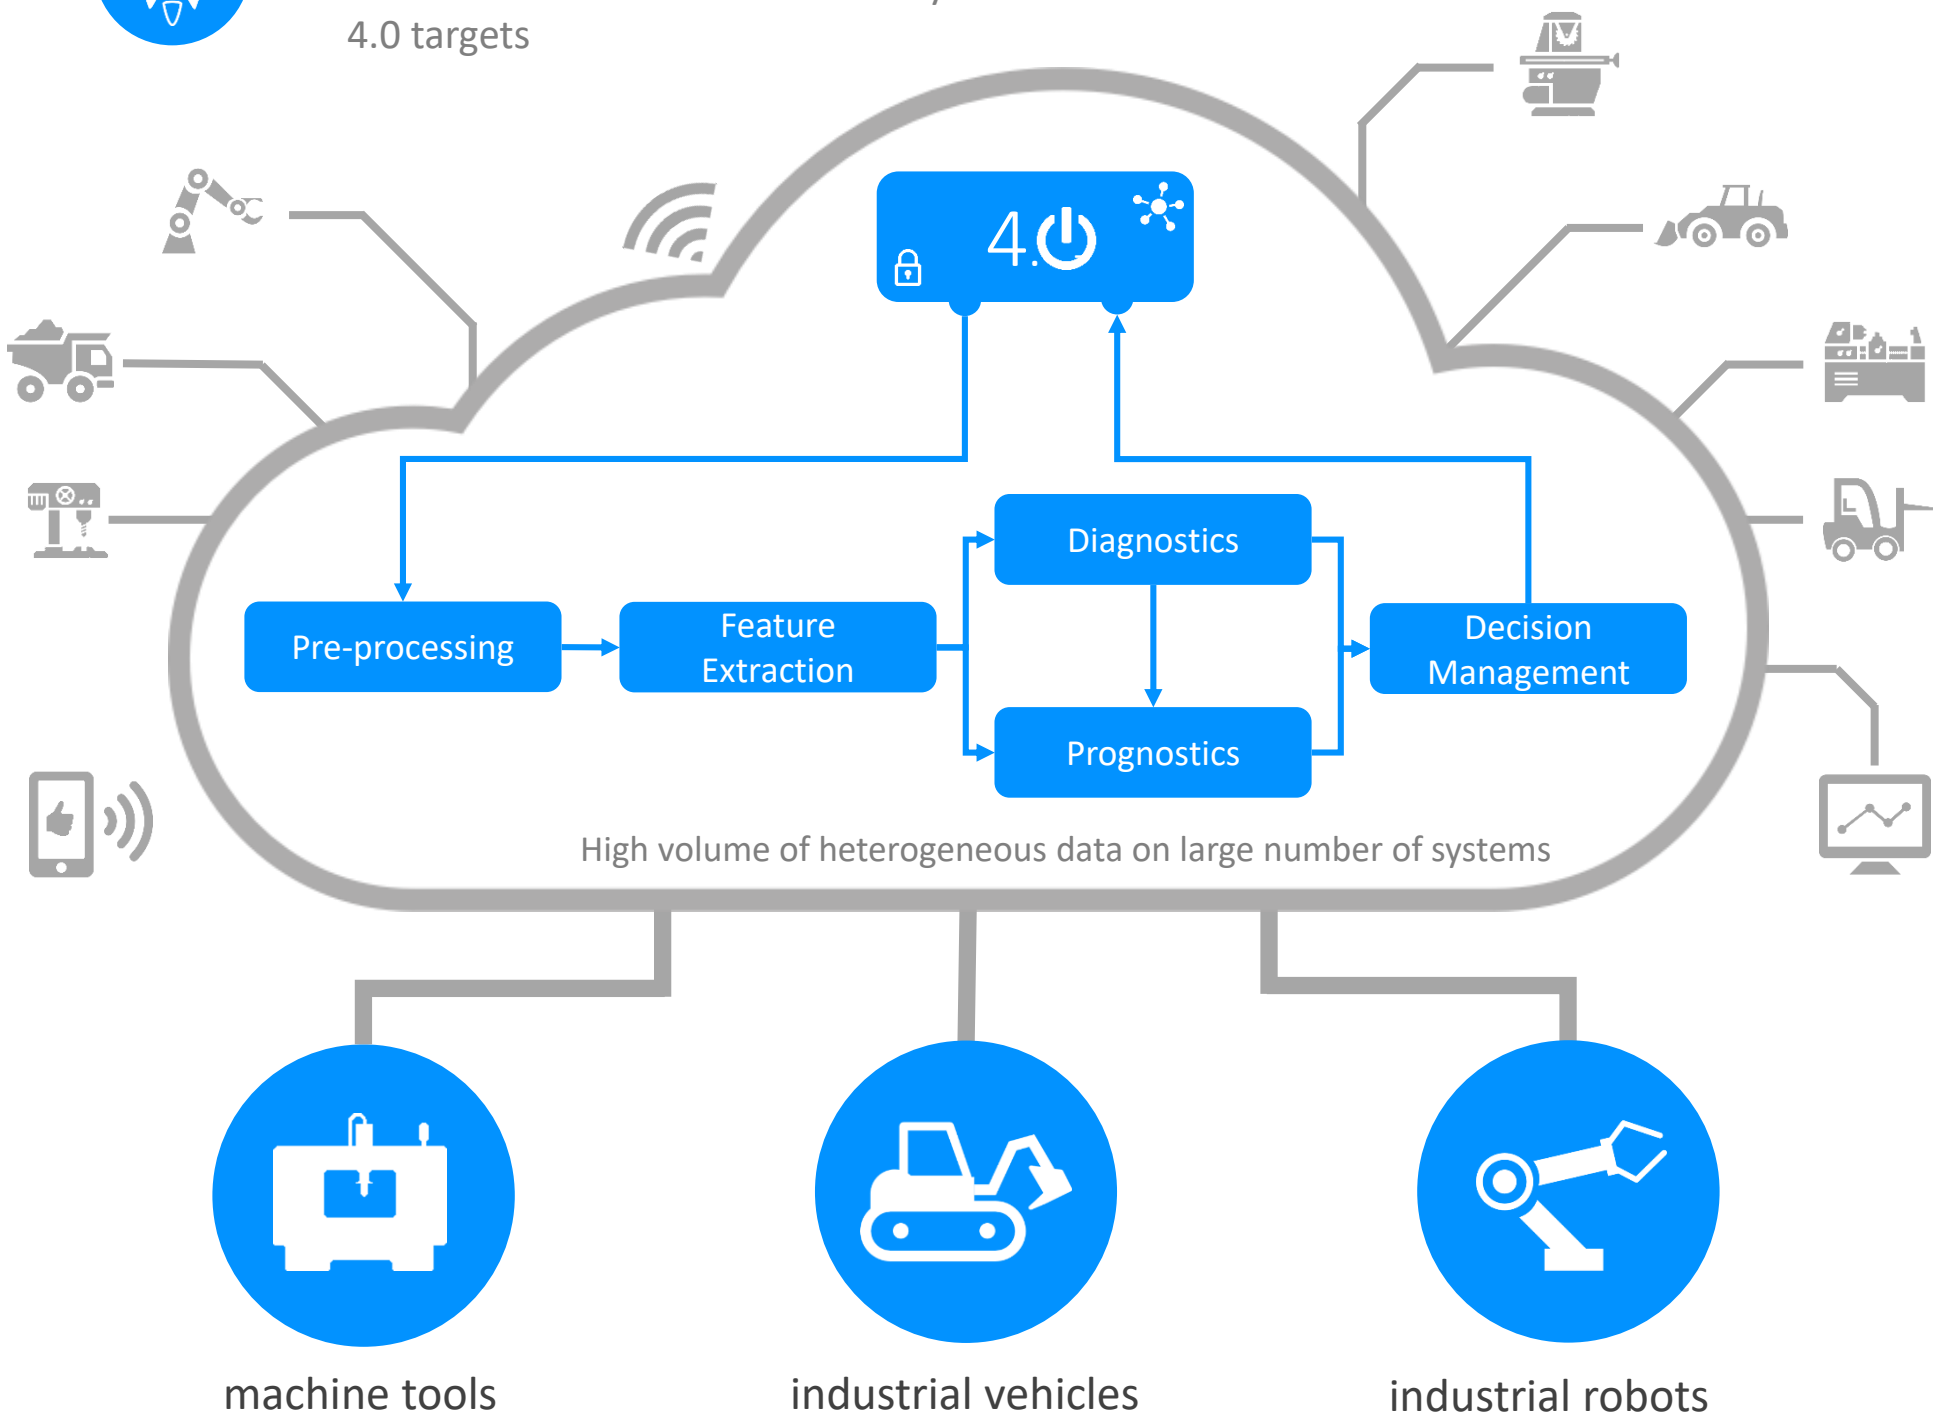 4.0 targets
4.0
Diagnostics
Pre-processing
Feature
Extraction
Decision
Management
Prognostics
High volume of heterogeneous data on large number of systems
machine tools
industrial vehicles
industrial robots